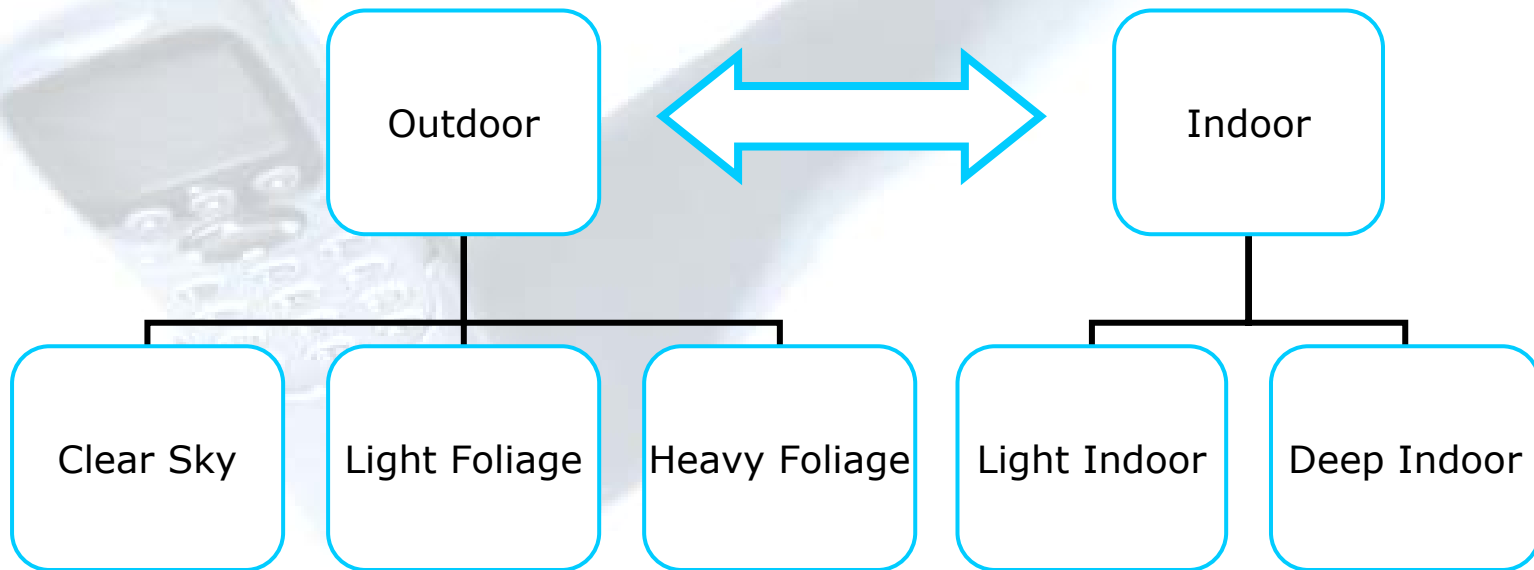 Outdoor
Indoor
Clear Sky
Light Foliage
Heavy Foliage
Light Indoor
Deep Indoor